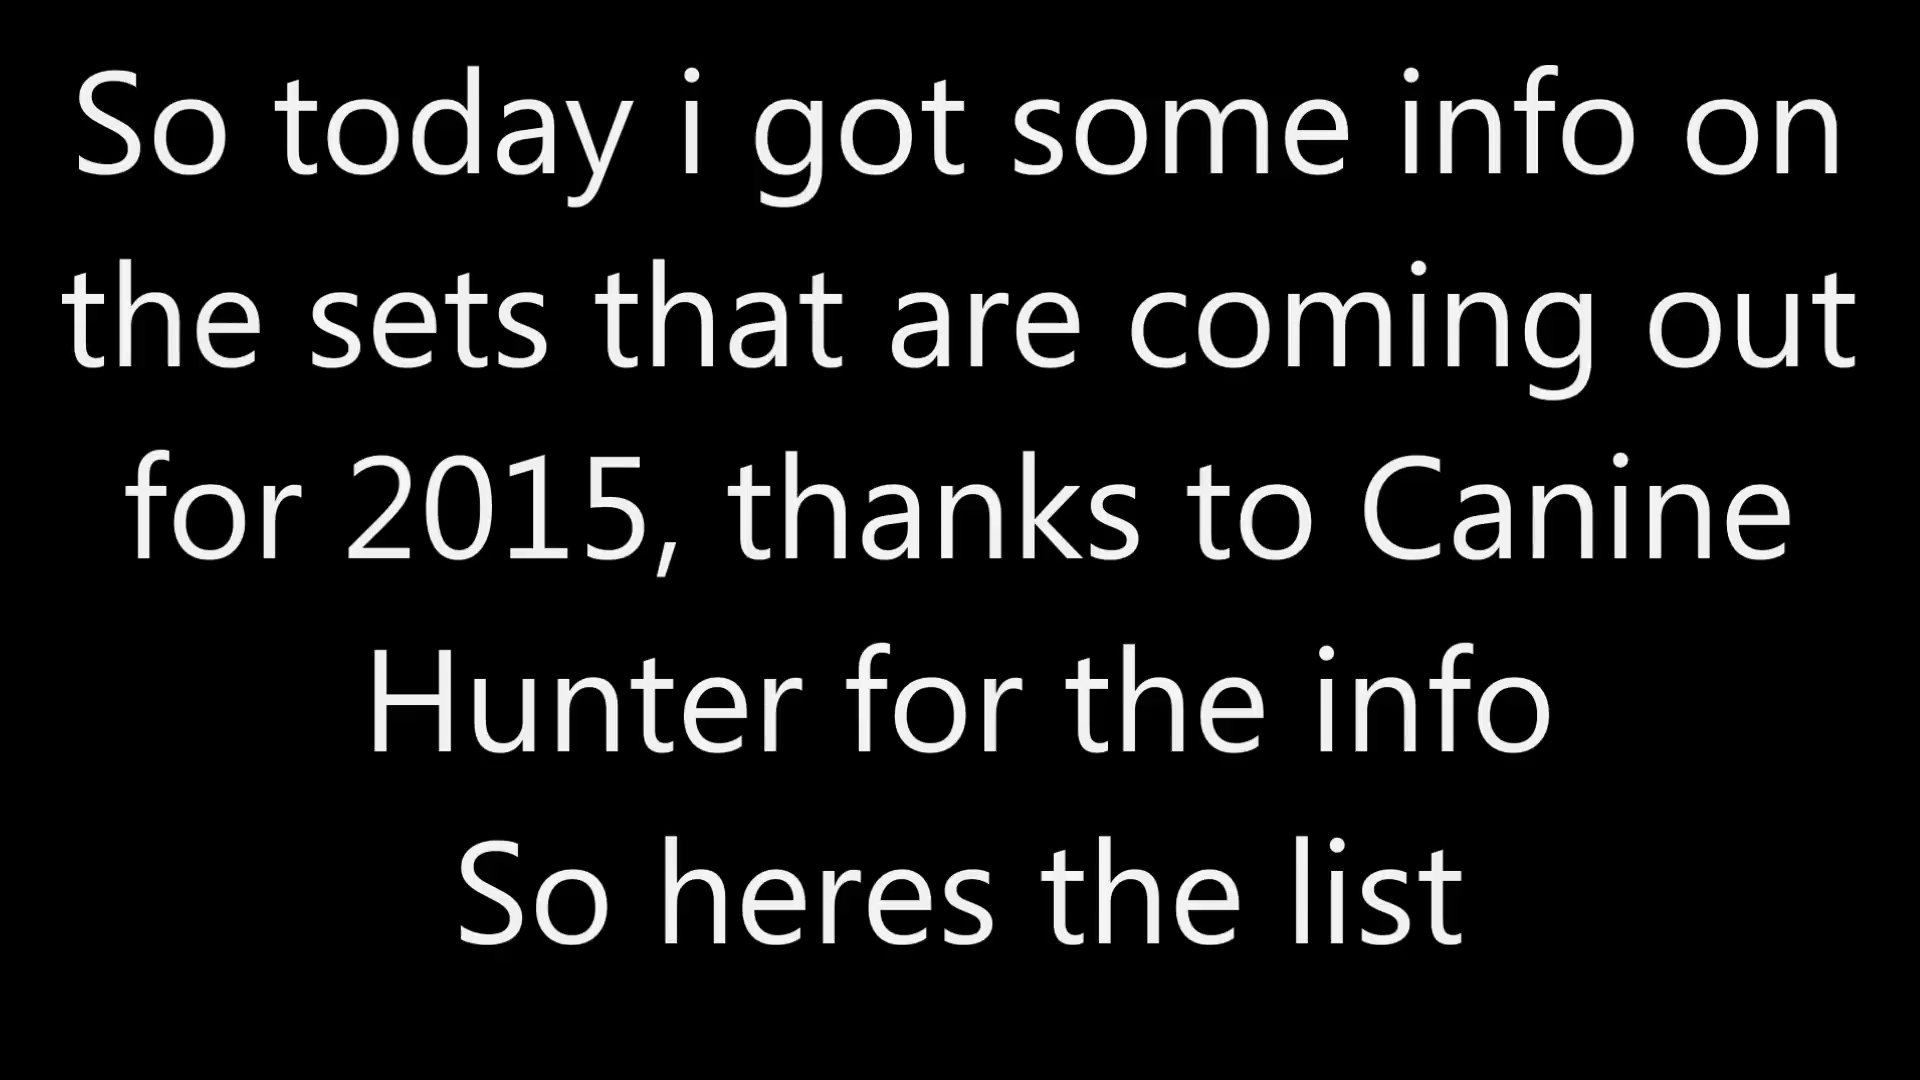 So today i got some info on
the sets that are coming out
for 2015, thanks to Canine
Hunter for the info
So heres the list